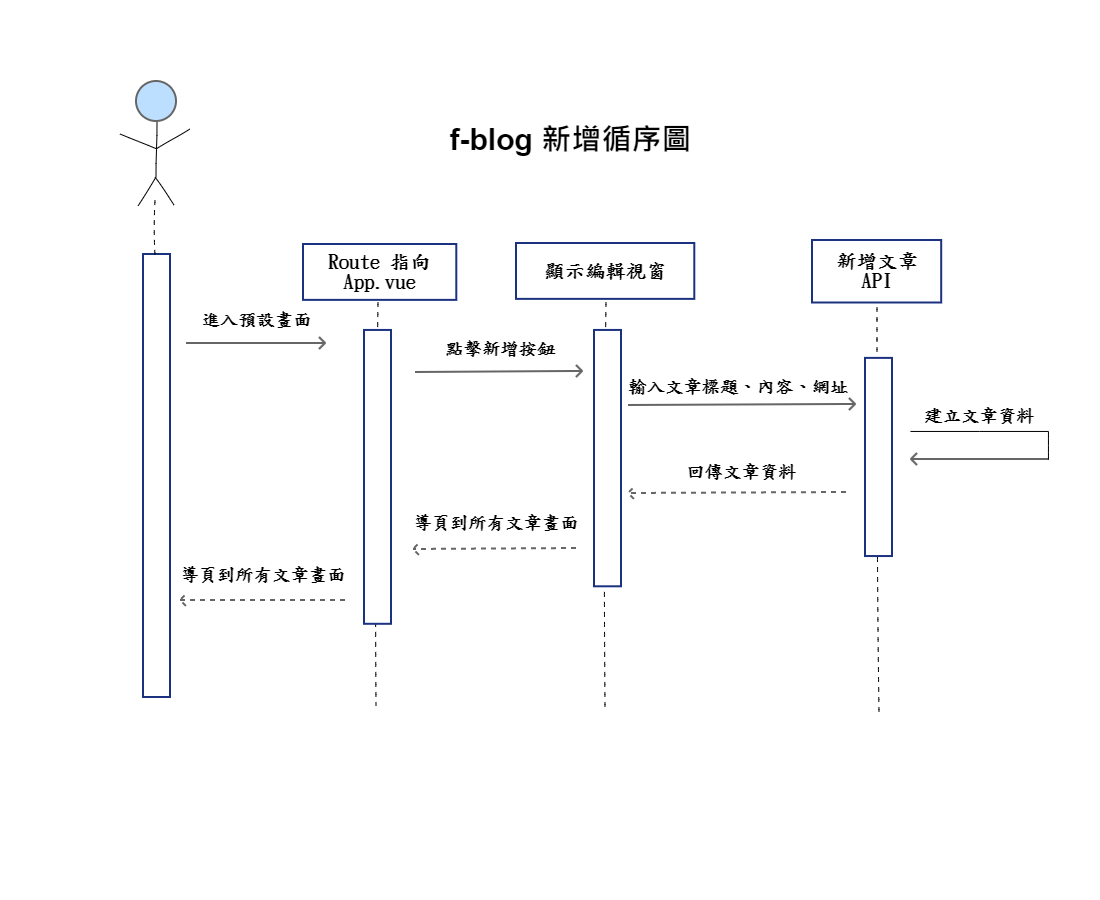 f-blog 新增循序圖
Route 指向
App.vue
顯示編輯視窗
新增文章
API
進入預設畫面
點擊新增按鈕
輸入文章標題、內容、網址
建立文章資料
回傳文章資料
導頁到所有文章畫面
導頁到所有文章畫面